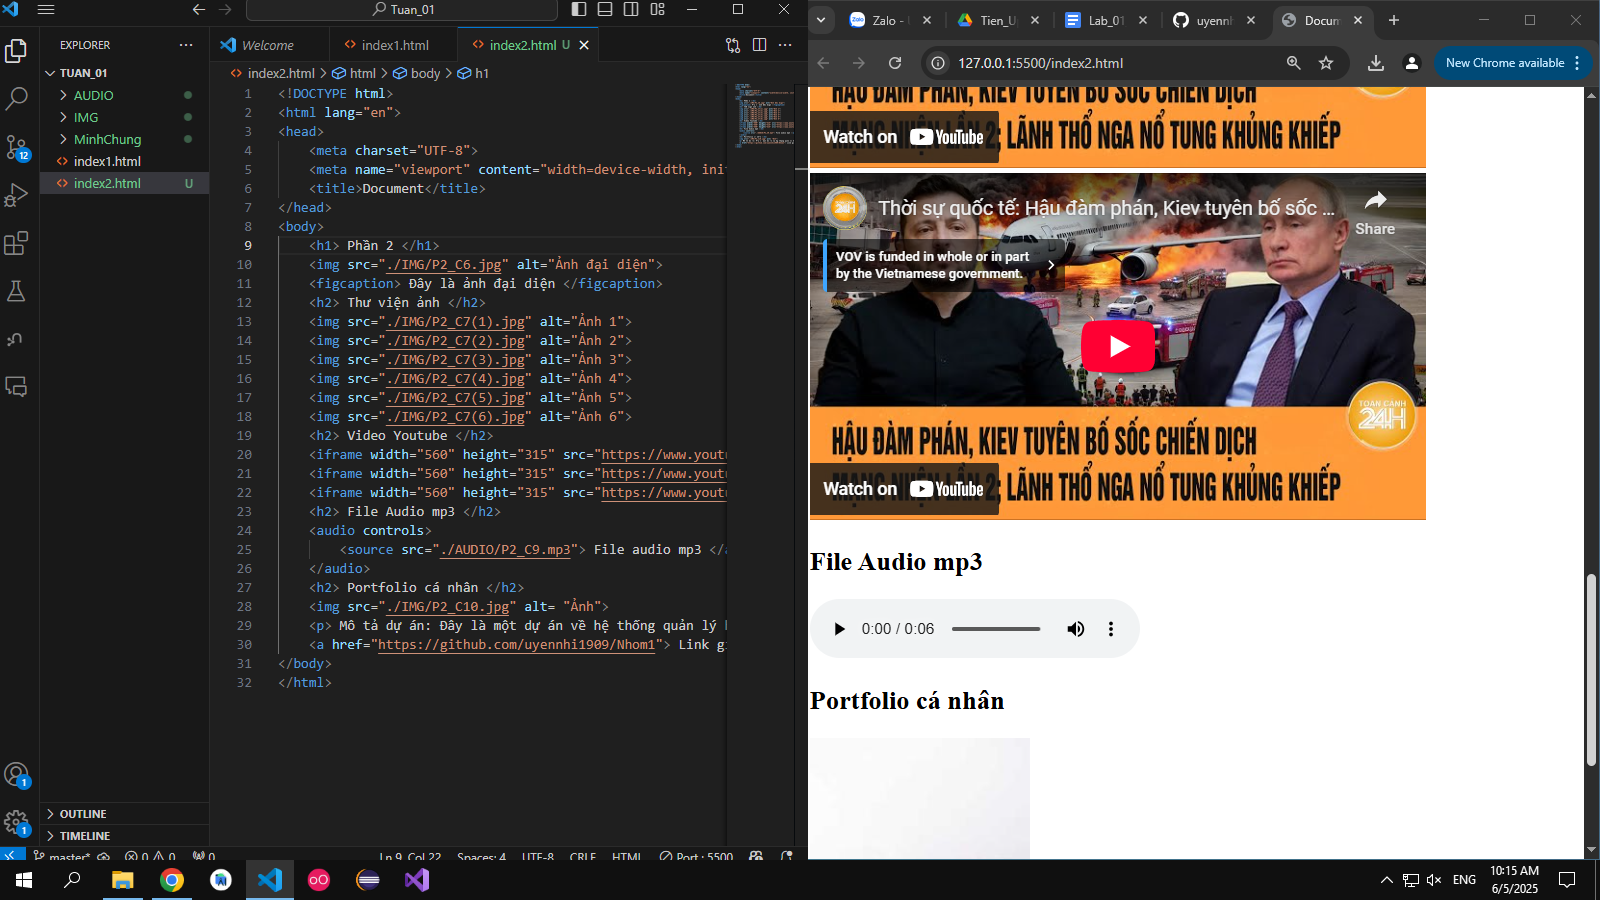 Tuan_01
EXPLORER
TUAN_01
AUDIO
IMG
MinhChung
index1.html
index2.html U
OUTLINE
TIMELINE
12
1
1
Welcome
index1.html
index2.html U
index2.html > html > body > h1
1 <!DOCTYPE html>
2 <html lang="en">
3 <head>
4 <meta charset="UTF-8">
5 <meta name="viewport" content="width=device-width, ini
6 <title>Document</title>
7 </head>
8 <body>
9 <h1> Phần 2 </h1>
10 <img src="./IMG/P2_C6.jpg" alt="Ảnh đại diện">
11 <figcaption> Đây là ảnh đại diện </figcaption>
12 <h2> Thư viện ảnh </h2>
13 <img src="./IMG/P2_C7(1).jpg" alt="Ảnh 1">
14 <img src="./IMG/P2_C7(2).jpg" alt="Ảnh 2">
15 <img src="./IMG/P2_C7(3).jpg" alt="Ảnh 3">
16 <img src="./IMG/P2_C7(4).jpg" alt="Ảnh 4">
17 <img src="./IMG/P2_C7(5).jpg" alt="Ảnh 5">
18 <img src="./IMG/P2_C7(6).jpg" alt="Ảnh 6">
19 <h2> Video Youtube </h2>
20 <iframe width="560" height="315" src="https://www.yout
21 <iframe width="560" height="315" src="https://www.yout
22 <iframe width="560" height="315" src="https://www.yout
23 <h2> File Audio mp3 </h2>
24 <audio controls>
25 <source src="./AUDIO/P2_C9.mp3"> File audio mp3 </
26 </audio>
27 <h2> Portfolio cá nhân </h2>
28 <img src="./IMG/P2_C10.jpg" alt= "Ảnh">
29 <p> Mô tả dự án: Đây là một dự án về hệ thống quản lý
30 <a href="https://github.com/uyennhi1909/Nhom1"> Link g
31 </body>
32 </html>
master* 0 0 0 Ln 9, Col 22 Spaces: 4 UTF-8 CRLF HTML Port : 5500
Zalo -
Tien_U
Lab_01
uyennh
Docum
127.0.0.1:5500/index2.html
New Chrome available
HẬU ĐÀM PHÁN, KIEV TUYÊN BỐ SỐC CHIẾN DỊCH
MẠNG NHỆN LẦN 2; LÃNH THỔ NGA NỔ TUNG KHỦNG KHIẾP
Watch on YouTube
24H
Thời sự quốc tế: Hậu đàm phán, Kiev tuyên bố sốc ...
Share
VOV is funded in whole or in part
by the Vietnamese government.
TOÀN CẢNH
24H
HẬU ĐÀM PHÁN, KIEV TUYÊN BỐ SỐC CHIẾN DỊCH
MẠNG NHỆN LẦN 2; LÃNH THỔ NGA NỔ TUNG KHỦNG KHIẾP
Watch on YouTube
File Audio mp3
0:00 / 0:06
Portfolio cá nhân
ENG
10:15 AM
6/5/2025